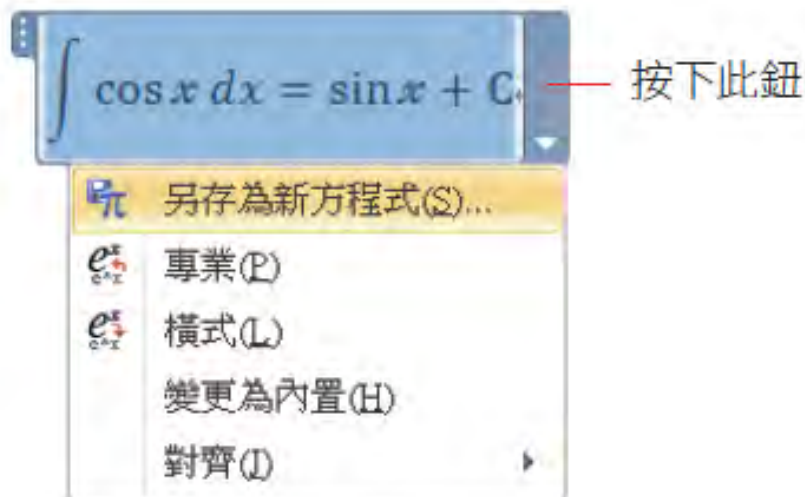 ∫ cos x dx = sin x + C
按下此鈕
另存為新方程式(S)...
專業(P)
橫式(L)
變更為內置(H)
對齊(J)